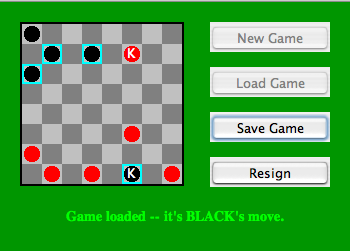 New Game
K
Load Game
Save Game
Resign
K
Game loaded -- it's BLACK's move.